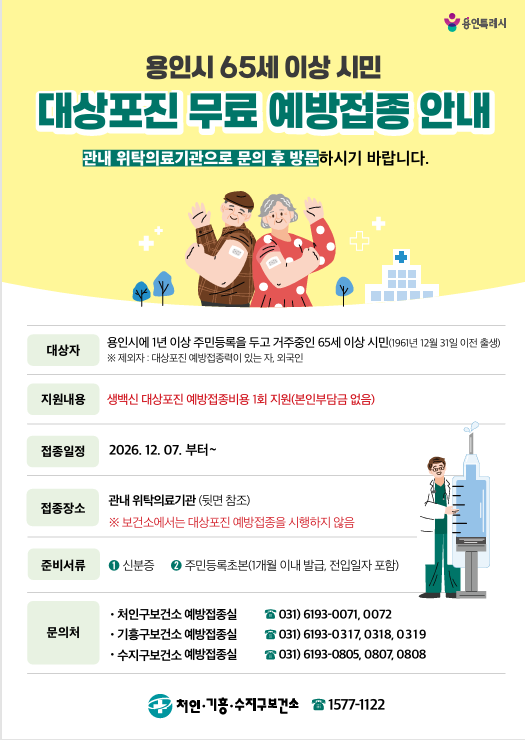 용인특례시
용인시 65세 이상 시민
대상포진 무료 예방접종 안내
관내 위탁의료기관으로 문의 후 방문하시기 바랍니다.
대상자
용인시에 1년 이상 주민등록을 두고 거주중인 65세 이상 시민(1961년 12월 31일 이전 출생)
※ 제외자 : 대상포진 예방접종력이 있는 자, 외국인
지원내용
생백신 대상포진 예방접종비용 1회 지원(본인부담금 없음)
접종일정
2026. 12. 07. 부터~
접종장소
관내 위탁의료기관 (뒷면 참조)
※ 보건소에서는 대상포진 예방접종을 시행하지 않음
준비서류
❶ 신분증 ❷ 주민등록초본(1개월 이내 발급, 전입일자 포함)
문의처
· 처인구보건소 예방접종실 ☎ 031) 6193-0071, 0072
· 기흥구보건소 예방접종실 ☎ 031) 6193-0317, 0318, 0319
· 수지구보건소 예방접종실 ☎ 031) 6193-0805, 0807, 0808
처인·기흥·수지구보건소 ☎ 1577-1122